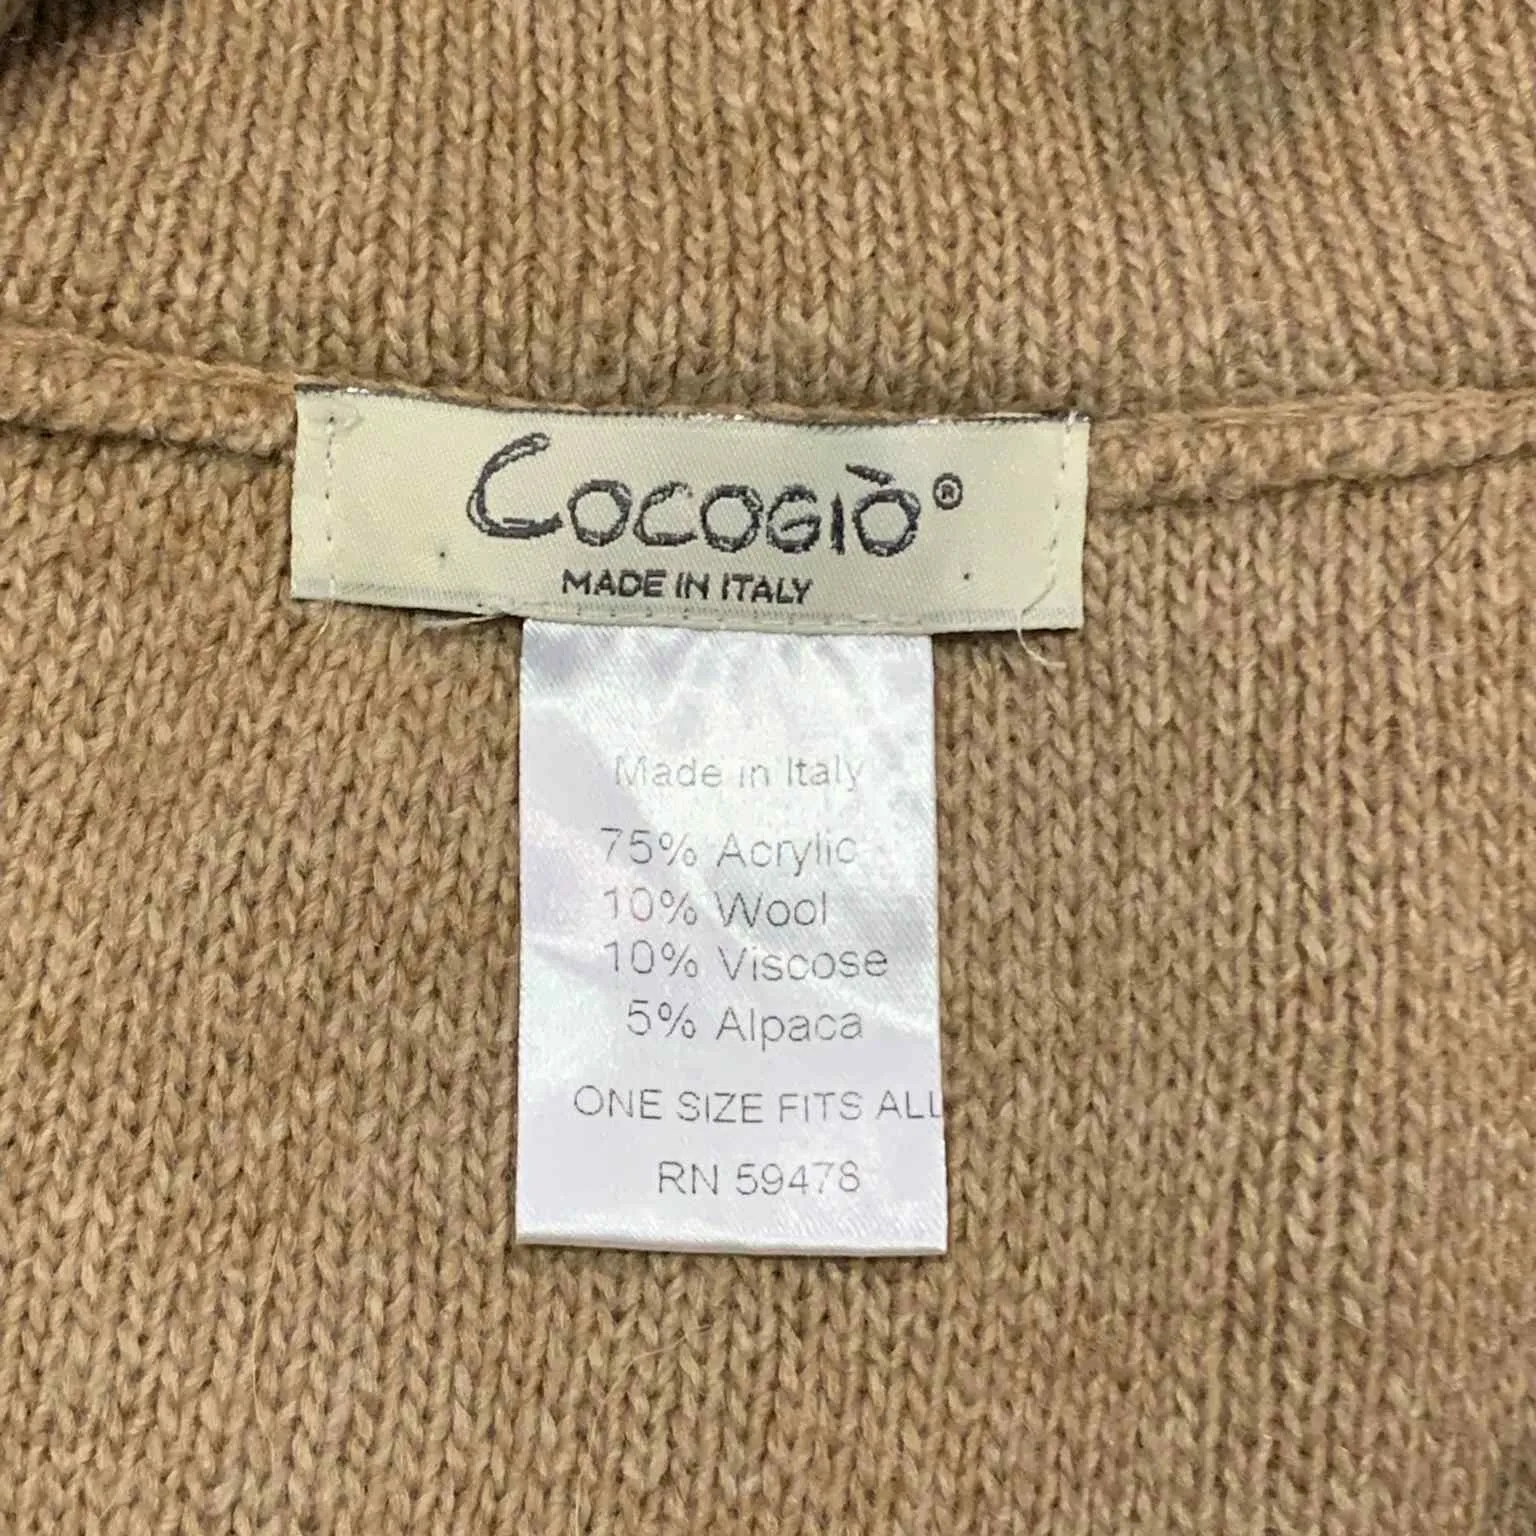 COCOGIÒ®
MADE IN ITALY
Made in Italy
75% Acrylic
10% Wool
10% Viscose
5% Alpaca
ONE SIZE FITS ALL
RN 59478